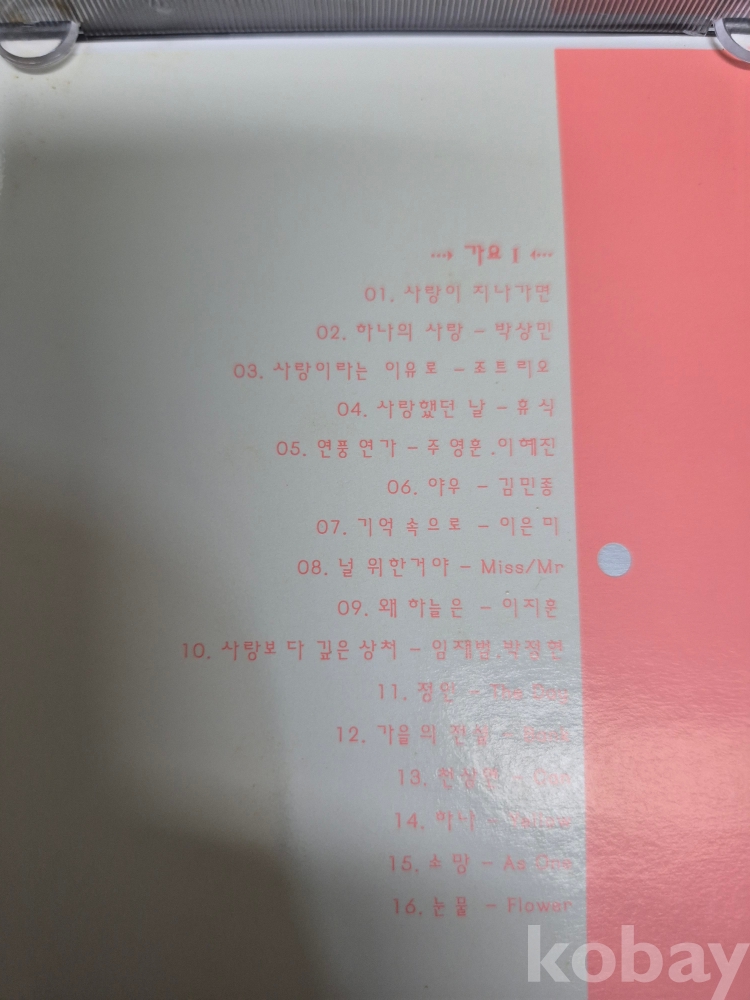 가요 1
01. 사랑이 지나가면
02. 하나의 사랑 - 박상민
03. 사랑이라는 이유로 - 조트리오
04. 사랑했던 날 - 휴식
05. 연풍연가 - 주영훈.이혜진
06. 야우 - 김민종
07. 기억 속으로 - 이은미
08. 널 위한거야 - Miss/Mr
09. 왜 하늘은 - 이지훈
10. 사랑보다 깊은 상처 - 임재범.박정현
11. 정인 - The
12. 가을의 전설 -
13. 천상
14. 하나 -
15. 소망 - As One
16. 눈물 - Flower
kobay